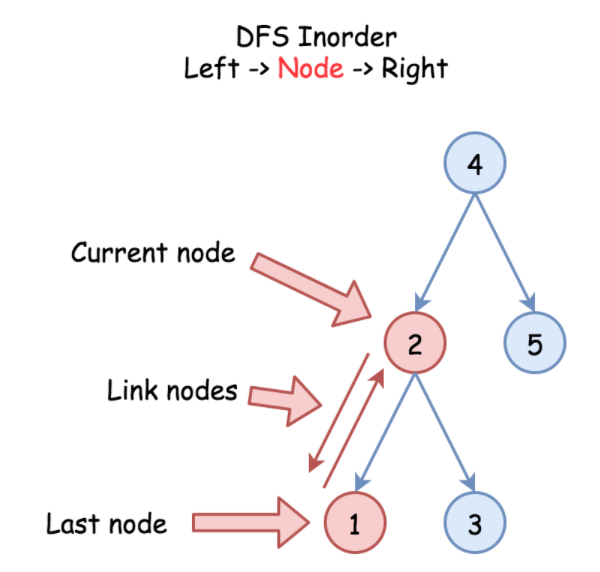 DFS Inorder
Left -> Node -> Right
4
Current node
2
5
Link nodes
Last node
1
3